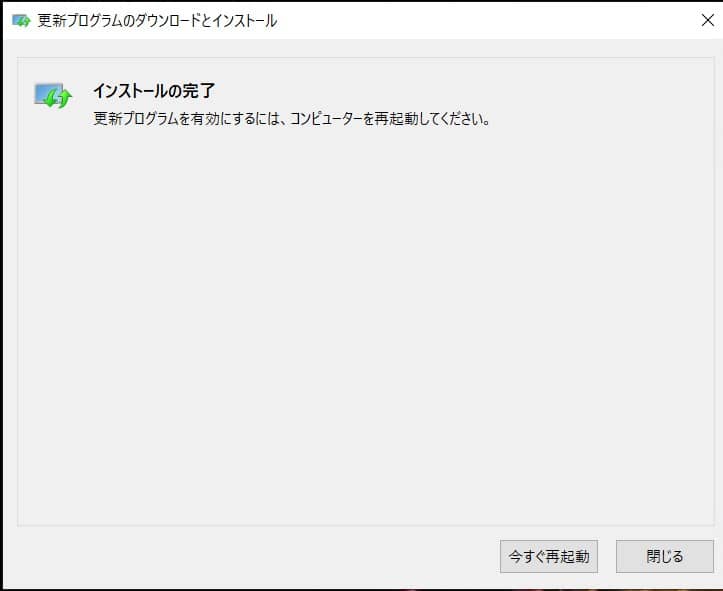 更新プログラムのダウンロードとインストール
インストールの完了
更新プログラムを有効にするには、コンピューターを再起動してください。
今すぐ再起動
閉じる